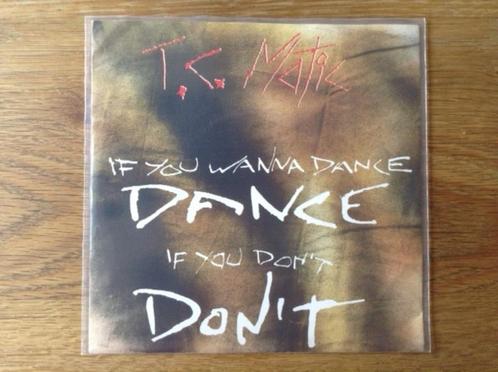 T.C. Matic
IF YOU WANNA DANCE
DANCE
IF YOU DON'T
DON'T